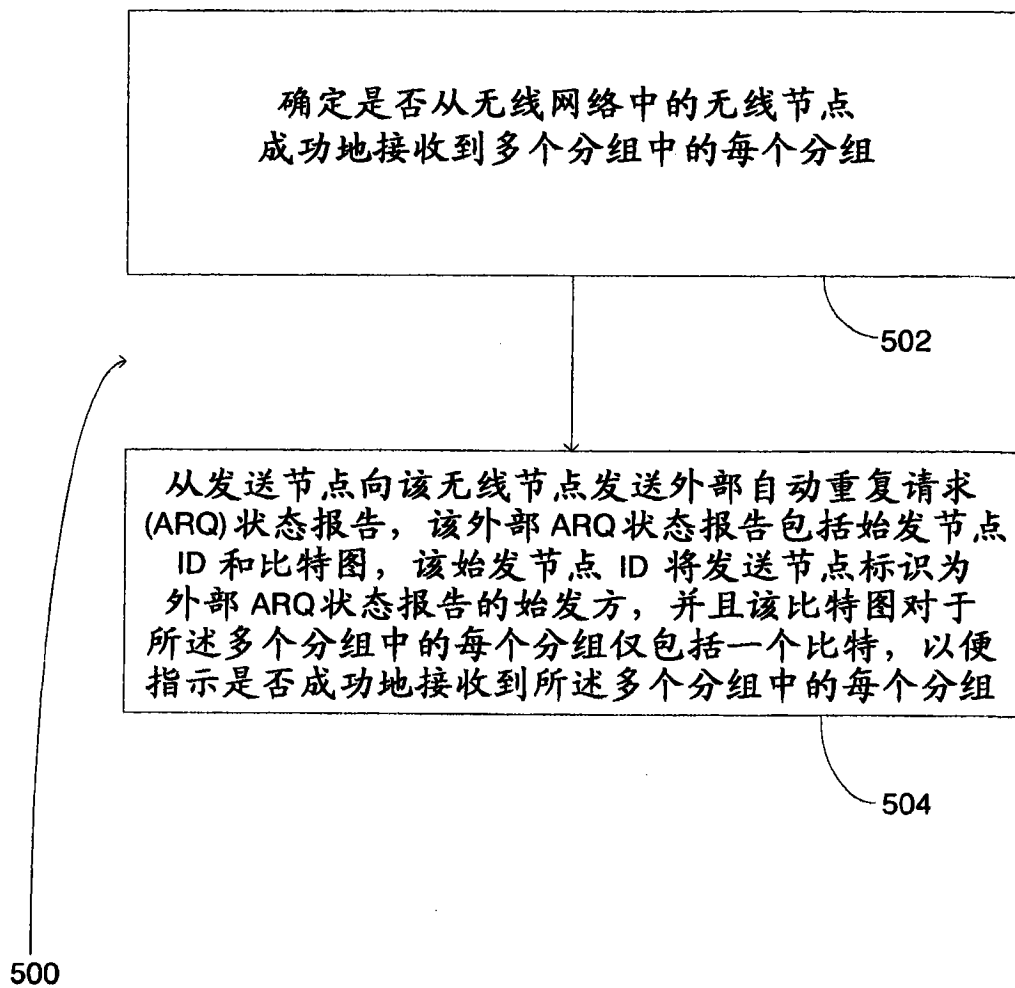 确定是否从无线网络中的无线节点
成功地接收到多个分组中的每个分组
502
从发送节点向该无线节点发送外部自动重复请求
(ARQ)状态报告，该外部 ARQ状态报告包括始发节点
ID 和比特图，该始发节点 ID 将发送节点标识为
外部 ARQ状态报告的始发方，并且该比特图对于
所述多个分组中的每个分组仅包括一个比特，以便
指示是否成功地接收到所述多个分组中的每个分组
504
500